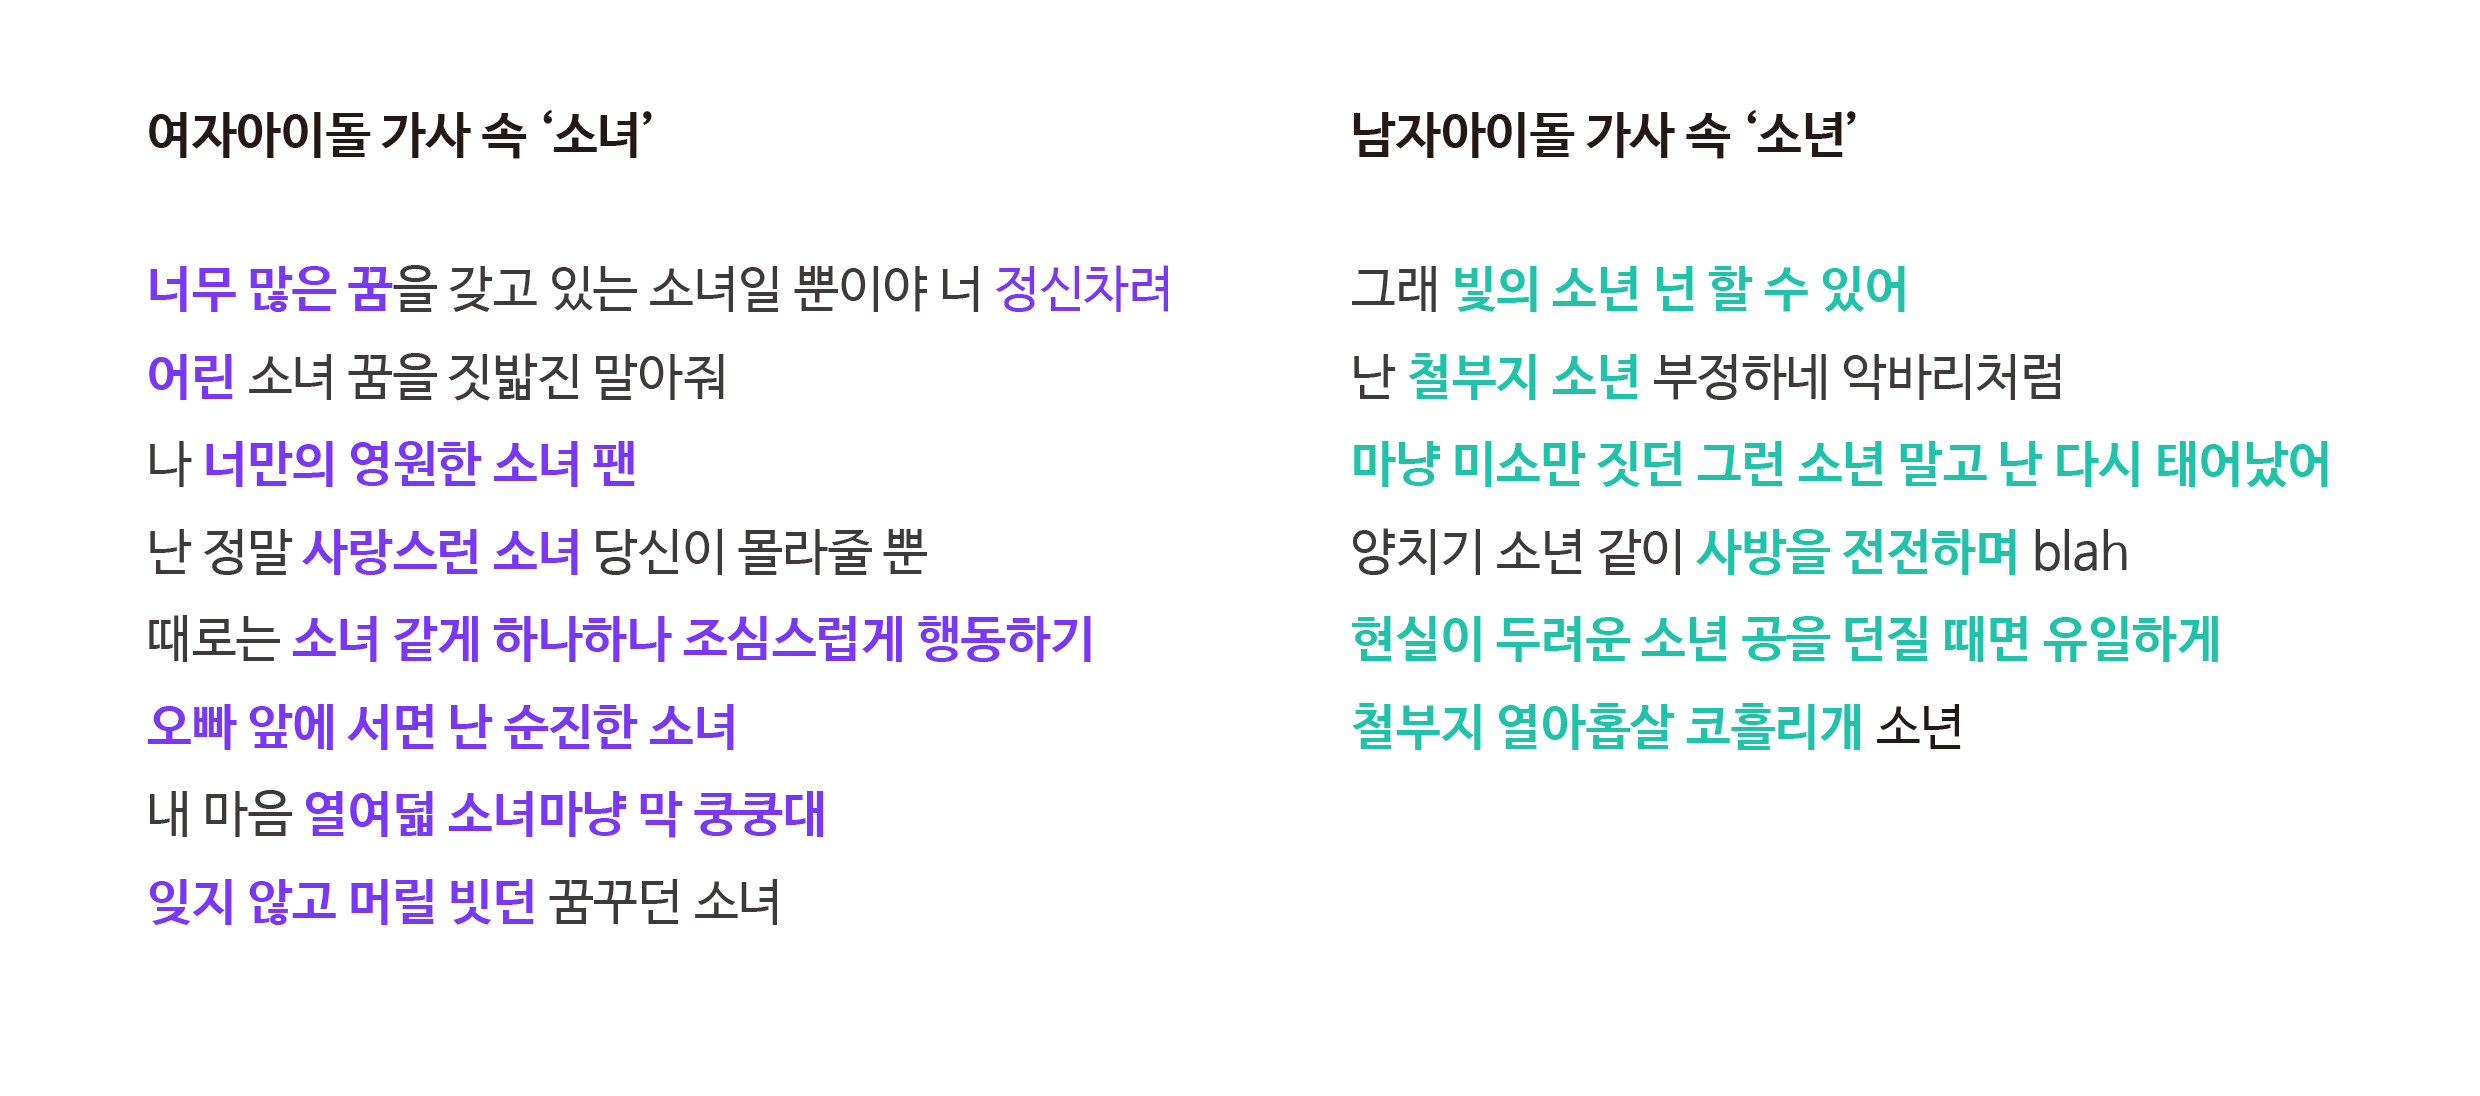 여자아이돌 가사 속 ‘소녀’
너무 많은 꿈을 갖고 있는 소녀일 뿐이야 너 정신차려
어린 소녀 꿈을 짓밟진 말아줘
나 너만의 영원한 소녀 팬
난 정말 사랑스런 소녀 당신이 몰라줄 뿐
때로는 소녀 같게 하나하나 조심스럽게 행동하기
오빠 앞에 서면 난 순진한 소녀
내 마음 열여덟 소녀마냥 막 쿵쿵대
잊지 않고 머릴 빗던 꿈꾸던 소녀
남자아이돌 가사 속 ‘소년’
그래 빛의 소년 넌 할 수 있어
난 철부지 소년 부정하네 악바리처럼
마냥 미소만 짓던 그런 소년 말고 난 다시 태어났어
양치기 소년 같이 사방을 전전하며 blah
현실이 두려운 소년 공을 던질 때면 유일하게
철부지 열아홉살 코흘리개 소년